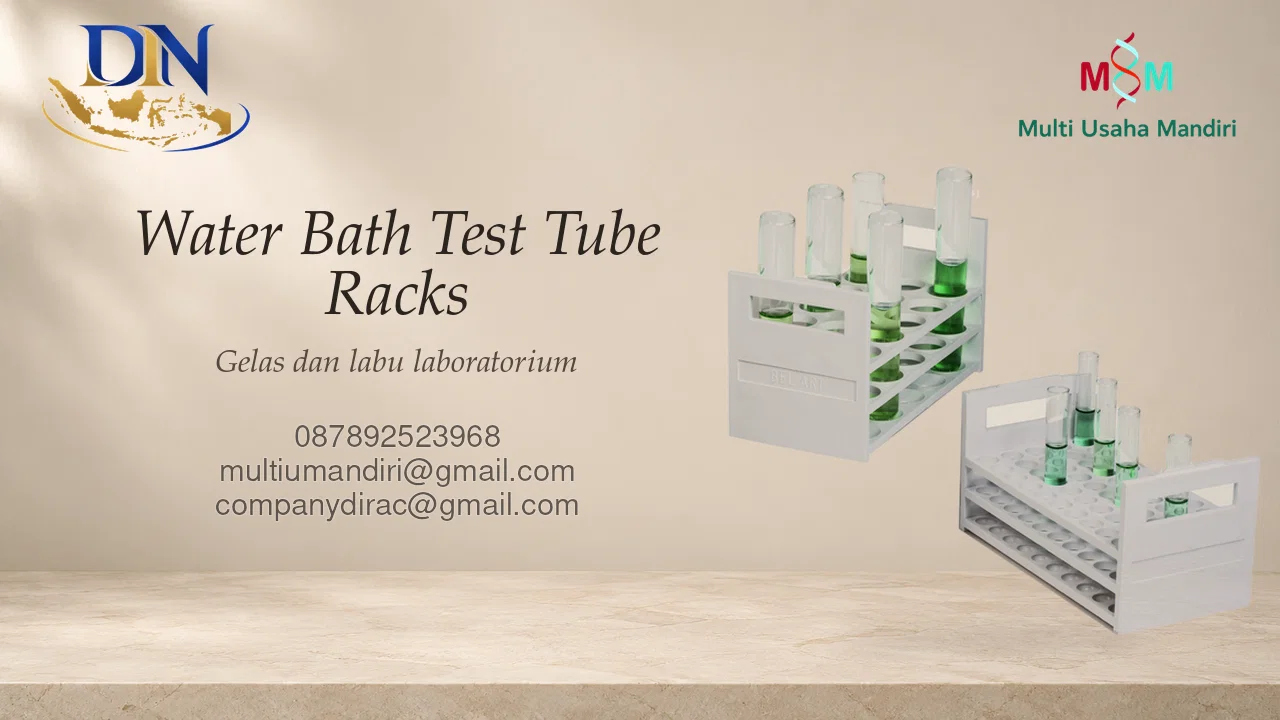 DIN
M M
Multi Usaha Mandiri
Water Bath Test Tube
Racks
Gelas dan labu laboratorium
087892523968
multiumandiri@gmail.com
companydirac@gmail.com